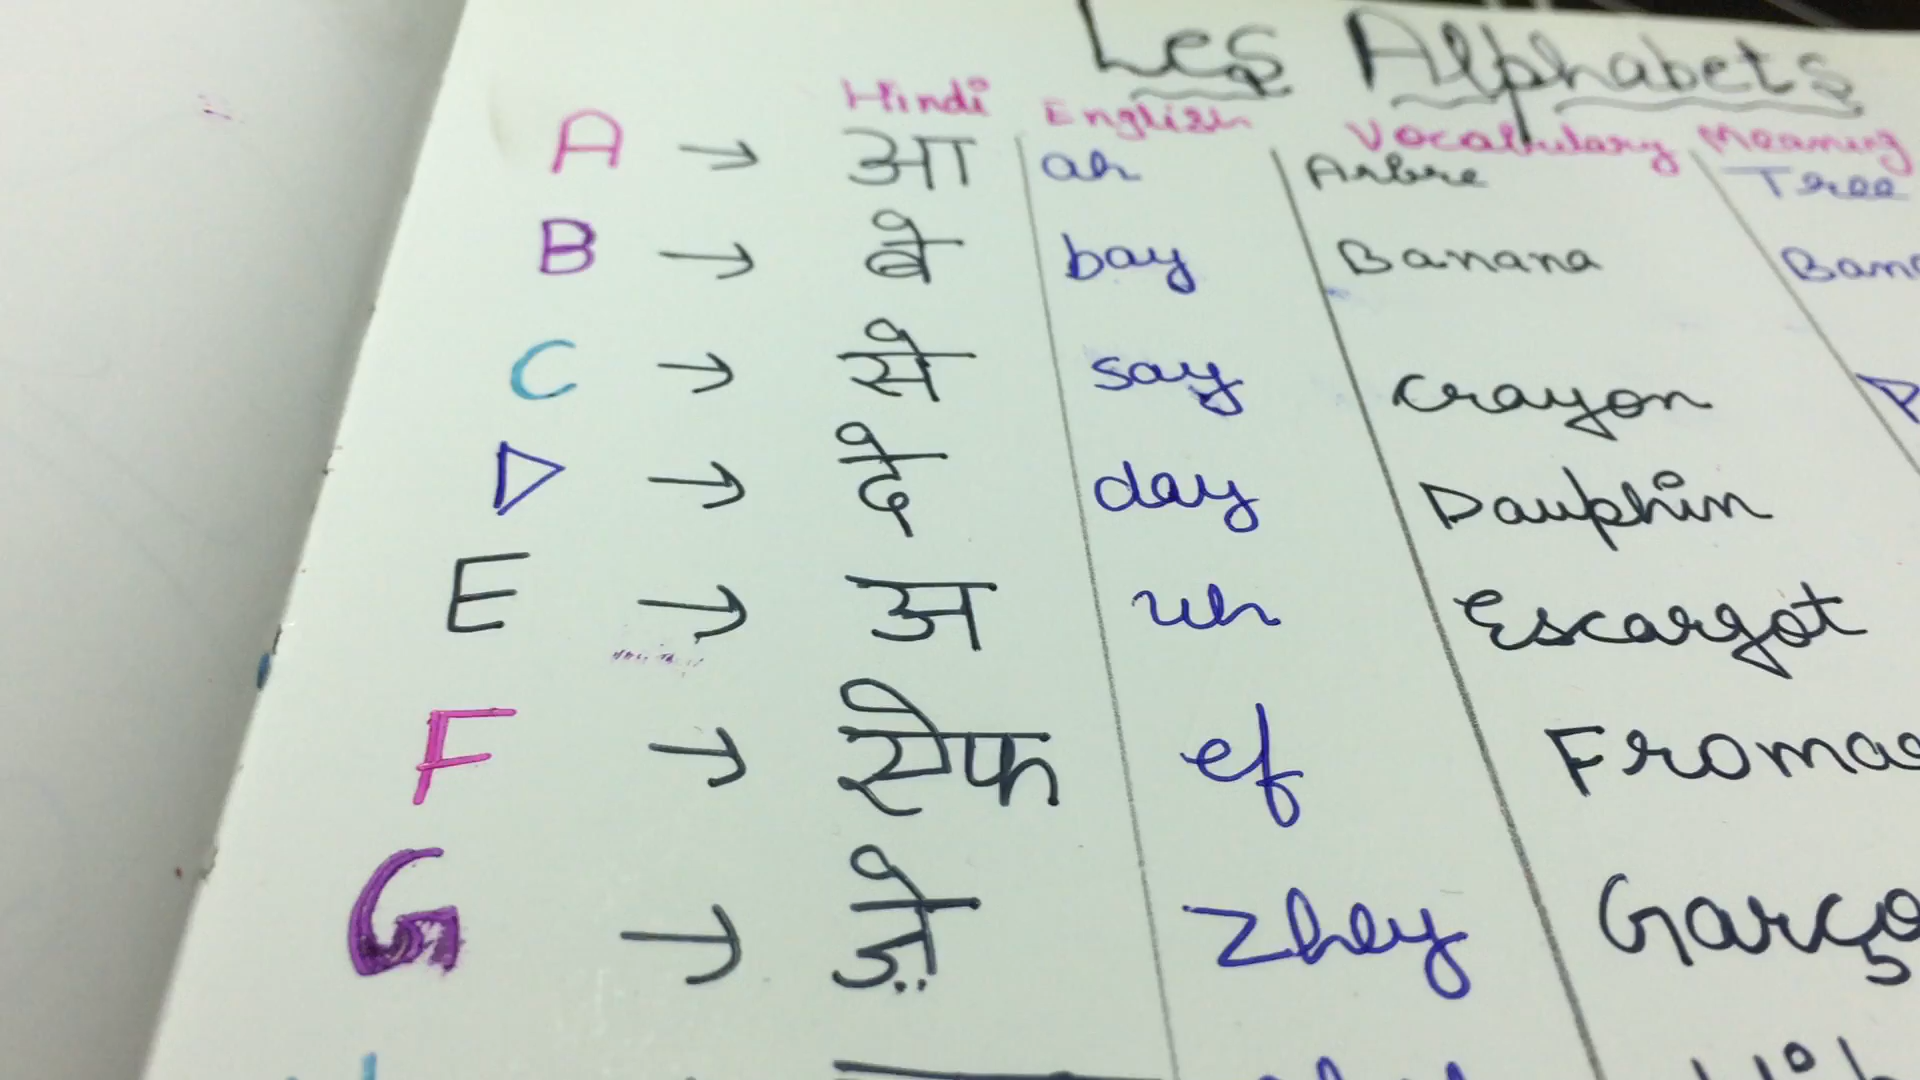 Les Alphabets
Hindi English Vocabulary Meaning
A → आ ah Arbre Tree
B → बे bay Banana
C → से say Crayon
D → दे day Dauphin
E → अ uh Escargot
F → ef
G → ज़े zhey